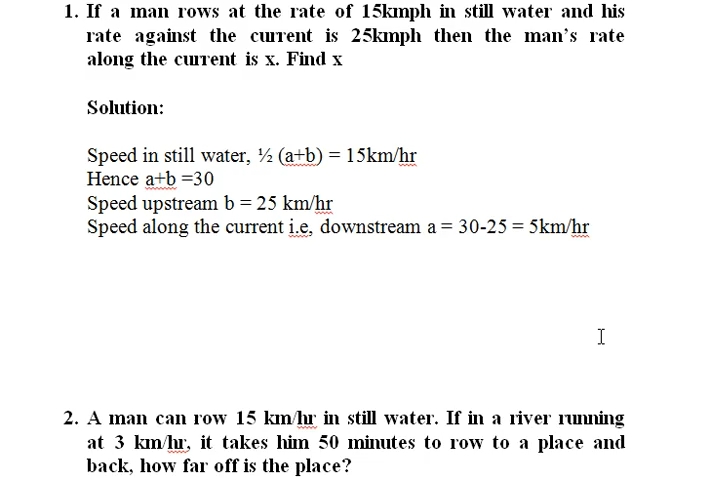 1. If a man rows at the rate of 15kmph in still water and his
rate against the current is 25kmph then the man's rate
along the current is x. Find x
Solution:
Speed in still water, ½ (a+b) = 15km/hr
Hence a+b =30
Speed upstream b = 25 km/hr
Speed along the current i.e, downstream a = 30-25 = 5km/hr
2. A man can row 15 km/hr in still water. If in a river running
at 3 km/hr, it takes him 50 minutes to row to a place and
back, how far off is the place?